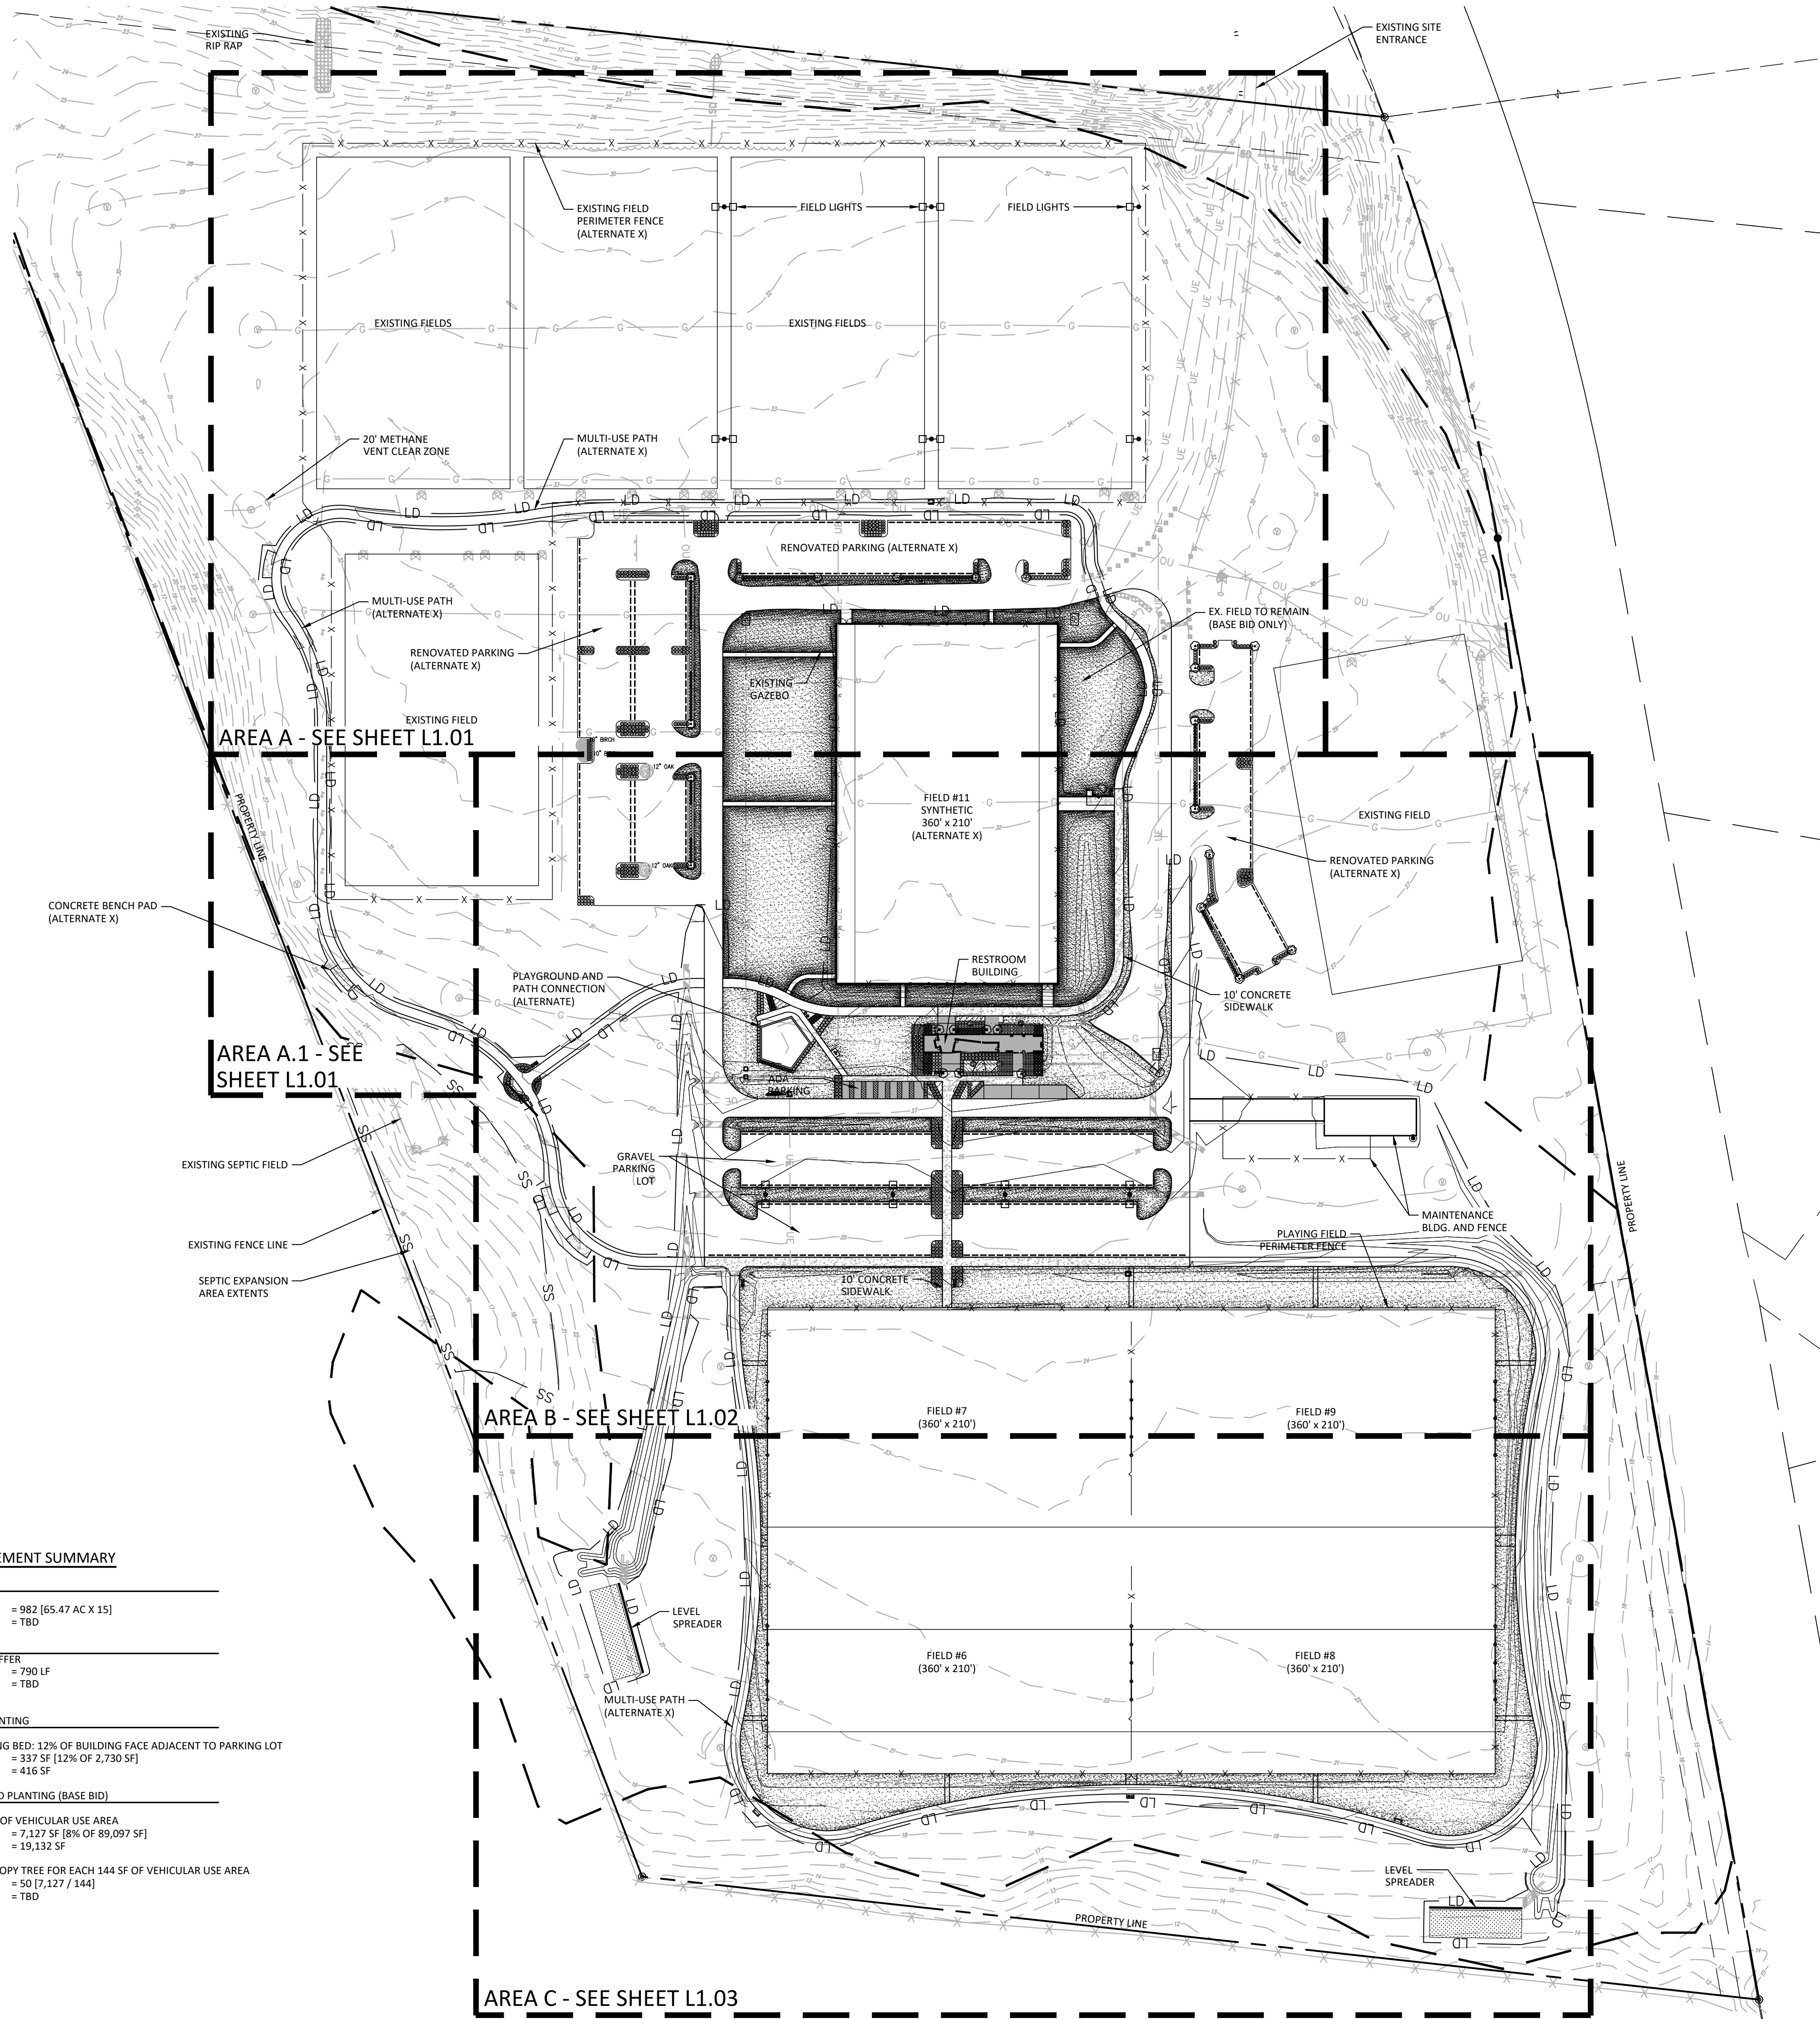 EXISTING
RIP RAP
EXISTING SITE
ENTRANCE
EXISTING FIELD
PERIMETER FENCE
(ALTERNATE X)
FIELD LIGHTS
FIELD LIGHTS
EXISTING FIELDS
EXISTING FIELDS
20' METHANE
VENT CLEAR ZONE
MULTI-USE PATH
(ALTERNATE X)
RENOVATED PARKING (ALTERNATE X)
MULTI-USE PATH
(ALTERNATE X)
EX. FIELD TO REMAIN
(BASE BID ONLY)
RENOVATED PARKING
(ALTERNATE X)
EXISTING
GAZEBO
EXISTING FIELD
AREA A - SEE SHEET L1.01
12" OAK
FIELD #11
SYNTHETIC
360' x 210'
(ALTERNATE X)
EXISTING FIELD
PROPERTY LINE
RENOVATED PARKING
(ALTERNATE X)
12" OAK
CONCRETE BENCH PAD
(ALTERNATE X)
PLAYGROUND AND
PATH CONNECTION
(ALTERNATE)
RESTROOM
BUILDING
10' CONCRETE
SIDEWALK
AREA A.1 - SEE
SHEET L1.01
ADA
PARKING
EXISTING SEPTIC FIELD
GRAVEL
PARKING
LOT
PROPERTY LINE
MAINTENANCE
BLDG. AND FENCE
EXISTING FENCE LINE
PLAYING FIELD
PERIMETER FENCE
SEPTIC EXPANSION
AREA EXTENTS
10' CONCRETE
SIDEWALK
AREA B - SEE SHEET L1.02
FIELD #7
(360' x 210')
FIELD #9
(360' x 210')
EMENT SUMMARY
= 982 [65.47 AC X 15]
= TBD
FFER
= 790 LF
= TBD
NTING
NG BED: 12% OF BUILDING FACE ADJACENT TO PARKING LOT
= 337 SF [12% OF 2,730 SF]
= 416 SF
D PLANTING (BASE BID)
OF VEHICULAR USE AREA
= 7,127 SF [8% OF 89,097 SF]
= 19,132 SF
OPY TREE FOR EACH 144 SF OF VEHICULAR USE AREA
= 50 [7,127 / 144]
= TBD
LEVEL
SPREADER
FIELD #6
(360' x 210')
FIELD #8
(360' x 210')
MULTI-USE PATH
(ALTERNATE X)
LEVEL
SPREADER
PROPERTY LINE
AREA C - SEE SHEET L1.03